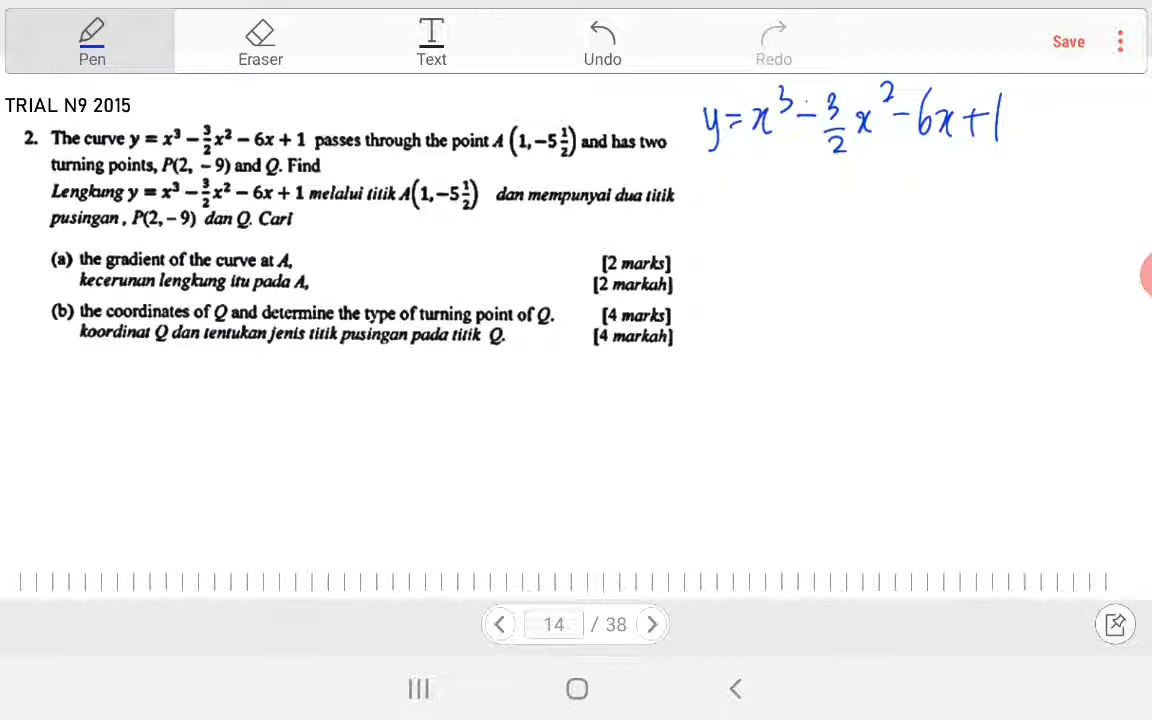 Pen Eraser Text Undo Redo Save
TRIAL N9 2015
y = x³ - 3/2 x² - 6x + 1
2. The curve y = x³ − 3/2 x² − 6x + 1 passes through the point A (1, −5 1/2) and has two
turning points, P(2, − 9) and Q. Find
Lengkung y = x³ − 3/2 x² − 6x + 1 melalui titik A(1, −5 1/2) dan mempunyai dua titik
pusingan , P(2, − 9) dan Q. Cari
(a) the gradient of the curve at A, [2 marks]
kecerunan lengkung itu pada A, [2 markah]
(b) the coordinates of Q and determine the type of turning point of Q. [4 marks]
koordinat Q dan tentukan jenis titik pusingan pada titik Q. [4 markah]
14 / 38